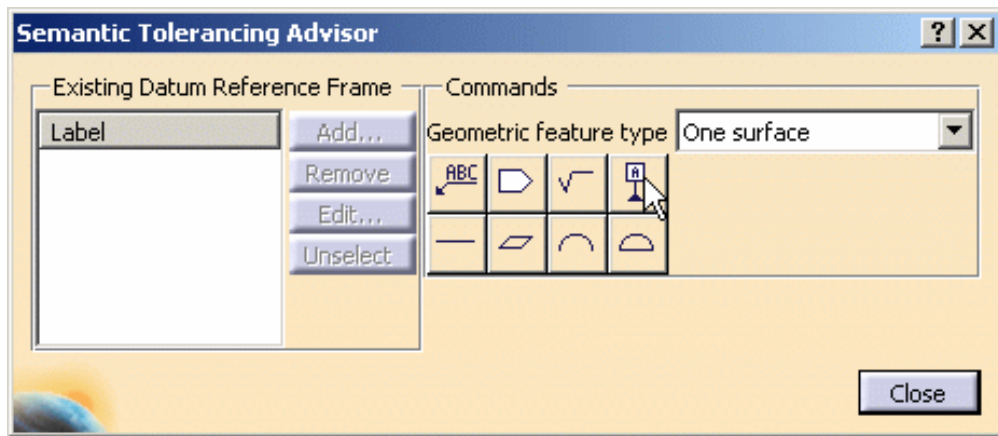 Semantic Tolerancing Advisor
Existing Datum Reference Frame
Label
Add...
Remove
Edit...
Unselect
Commands
Geometric feature type One surface
ABC
A
Close